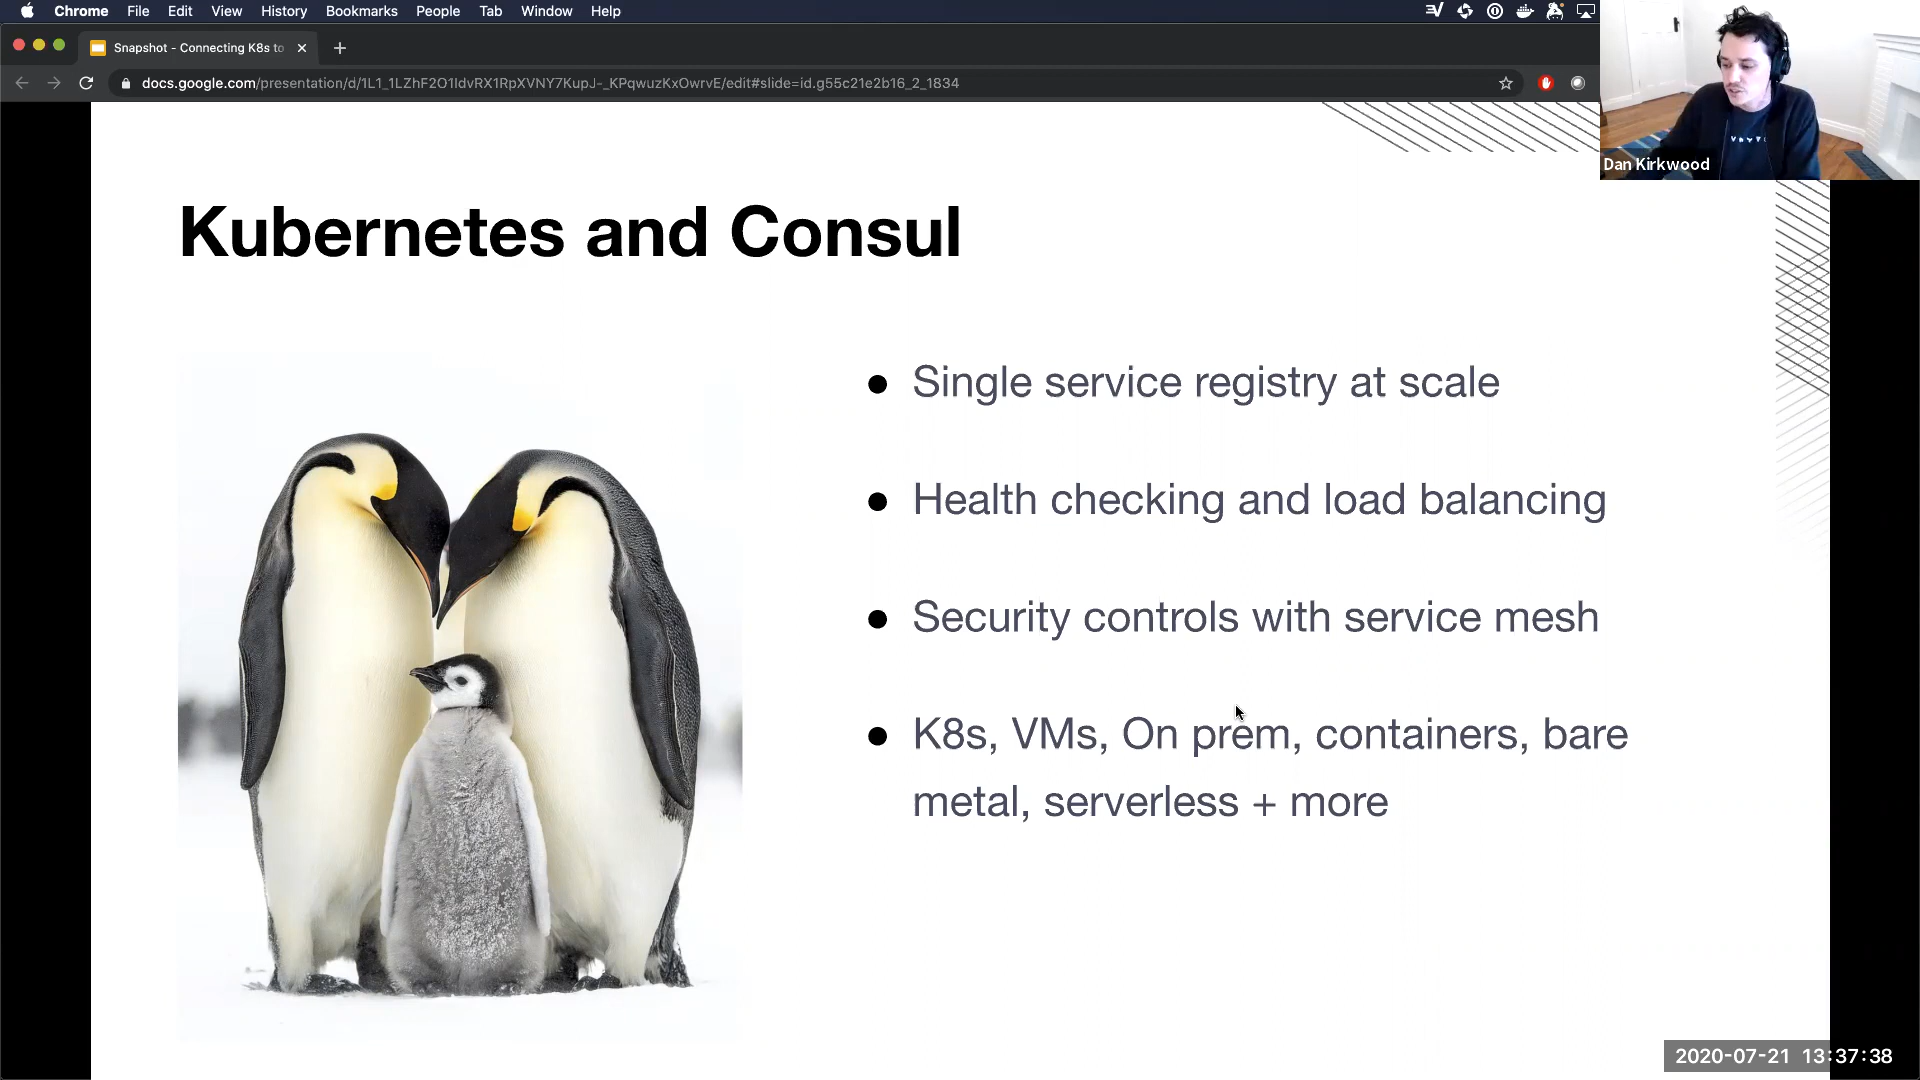 Chrome File Edit View History Bookmarks People Tab Window Help
Snapshot - Connecting K8s to
docs.google.com/presentation/d/1L1_1LZhF2O1IdvRX1RpXVNY7KupJ-_KPqwuzKxOwrvE/edit#slide=id.g55c21e2b16_2_1834
Dan Kirkwood
Kubernetes and Consul
● Single service registry at scale
● Health checking and load balancing
● Security controls with service mesh
● K8s, VMs, On prem, containers, bare
metal, serverless + more
2020-07-21 13:37:38